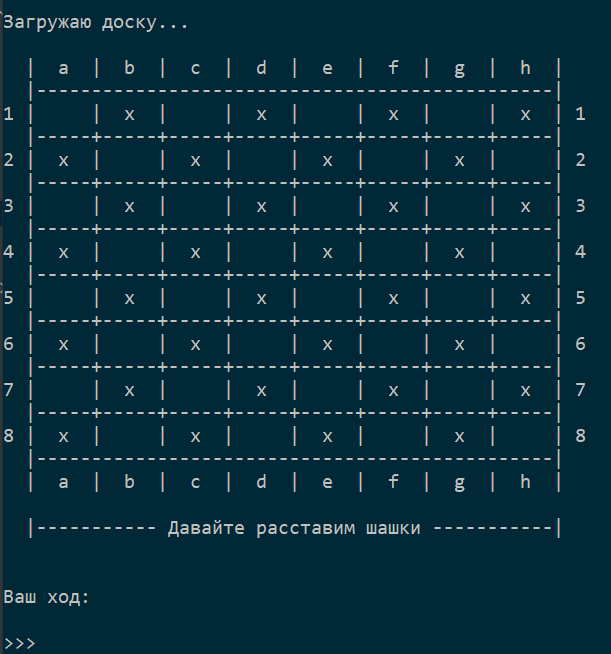 Загружаю доску...
  |  a  |  b  |  c  |  d  |  e  |  f  |  g  |  h  |
  |-----------------------------------------------|
1 |     |  x  |     |  x  |     |  x  |     |  x  | 1
  |-----+-----+-----+-----+-----+-----+-----+-----|
2 |  x  |     |  x  |     |  x  |     |  x  |     | 2
  |-----+-----+-----+-----+-----+-----+-----+-----|
3 |     |  x  |     |  x  |     |  x  |     |  x  | 3
  |-----+-----+-----+-----+-----+-----+-----+-----|
4 |  x  |     |  x  |     |  x  |     |  x  |     | 4
  |-----+-----+-----+-----+-----+-----+-----+-----|
5 |     |  x  |     |  x  |     |  x  |     |  x  | 5
  |-----+-----+-----+-----+-----+-----+-----+-----|
6 |  x  |     |  x  |     |  x  |     |  x  |     | 6
  |-----+-----+-----+-----+-----+-----+-----+-----|
7 |     |  x  |     |  x  |     |  x  |     |  x  | 7
  |-----+-----+-----+-----+-----+-----+-----+-----|
8 |  x  |     |  x  |     |  x  |     |  x  |     | 8
  |-----------------------------------------------|
  |  a  |  b  |  c  |  d  |  e  |  f  |  g  |  h  |
  |----------- Давайте расставим шашки -----------|
Ваш ход:
>>>